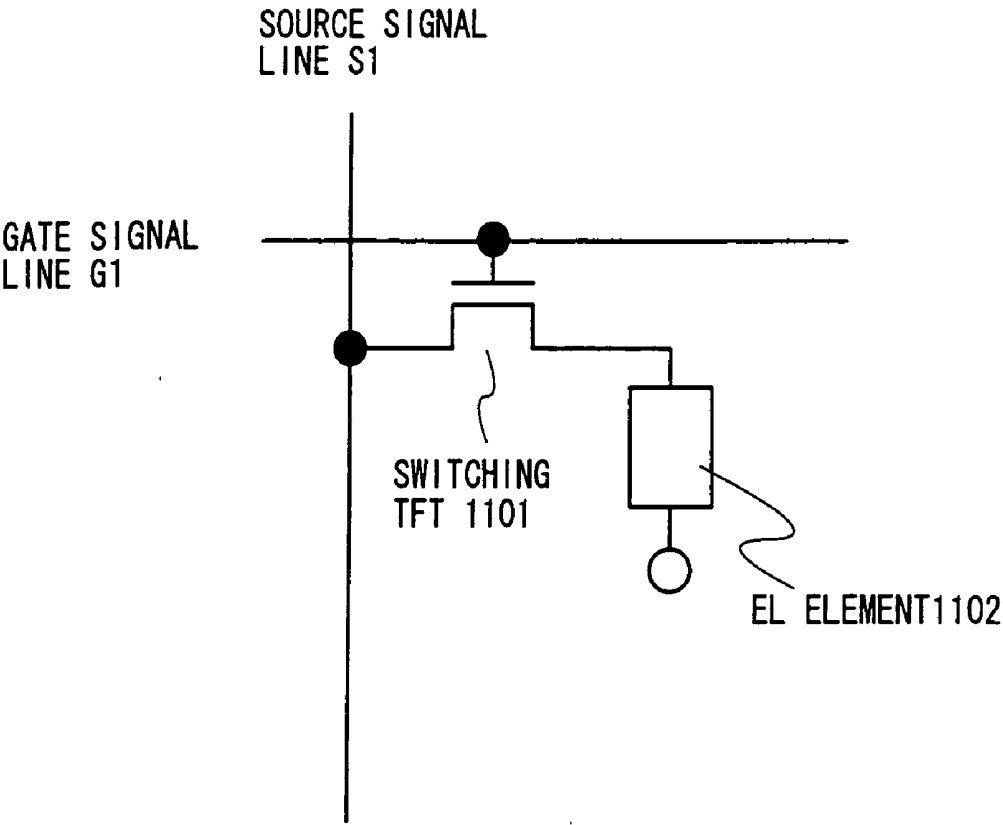 SOURCE SIGNAL
LINE S1
GATE SIGNAL
LINE G1
SWITCHING
TFT 1101
EL ELEMENT1102